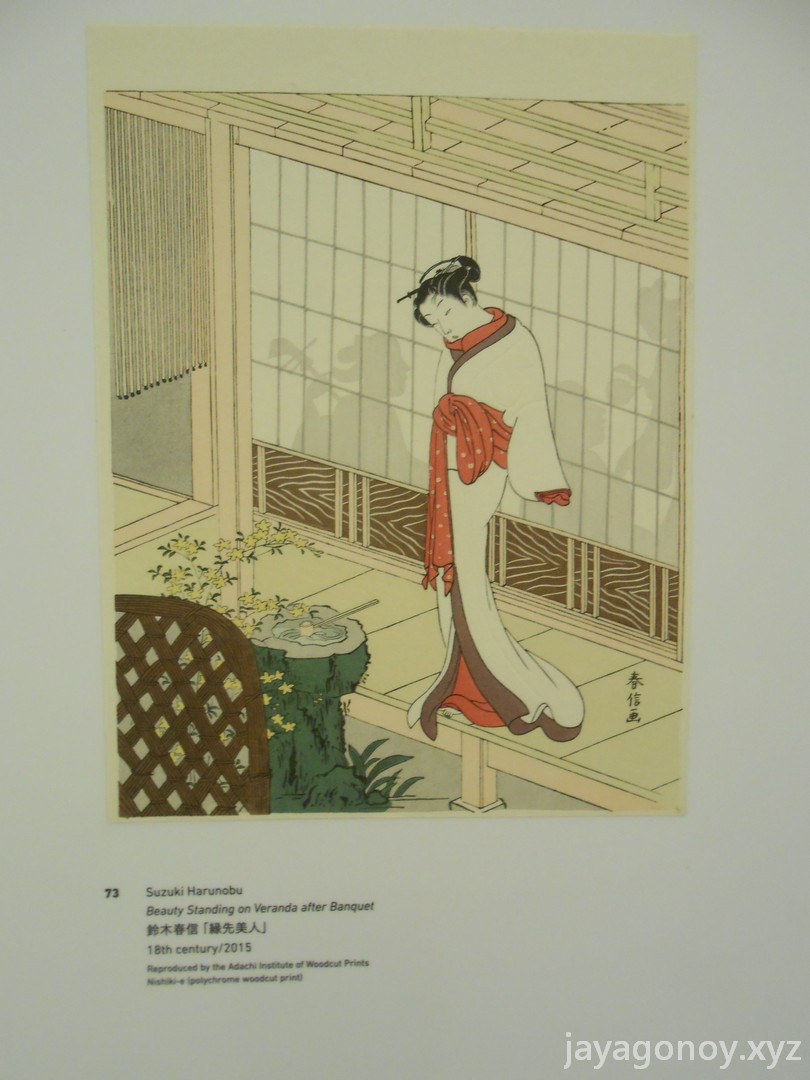 春信画
73 Suzuki Harunobu
Beauty Standing on Veranda after Banquet
鈴木春信「縁先美人」
18th century/2015
Reproduced by the Adachi Institute of Woodcut Prints
Nishiki-e (polychrome woodcut print)
jayagonoy.xyz